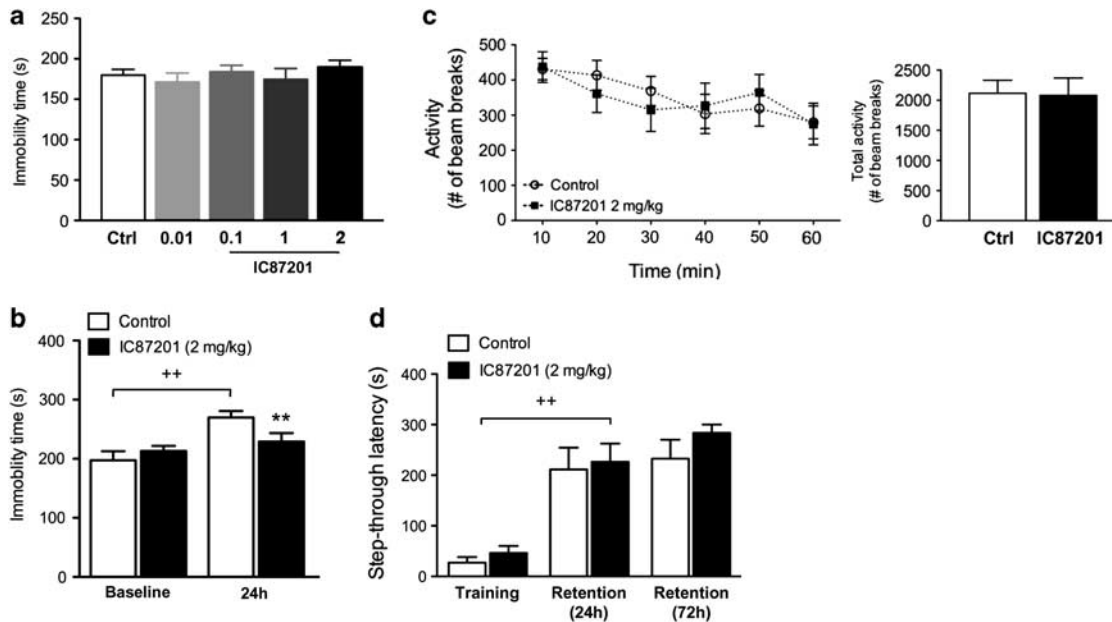 a
Immobility time (s)
250
200
150
100
50
0
Ctrl 0.01 0.1 1 2
IC87201
c
Activity
(# of beam breaks)
500
400
300
200
100
0
Control
IC87201 2 mg/kg
10 20 30 40 50 60
Time (min)
Total activity
(# of beam breaks)
2500
2000
1500
1000
500
0
Ctrl IC87201
b
Control
IC87201 (2 mg/kg)
Immoblity time (s)
400
300
200
100
0
++
**
Baseline 24h
d
Control
IC87201 (2 mg/kg)
Step-through latency (s)
400
300
200
100
0
++
Training Retention Retention
(24h) (72h)